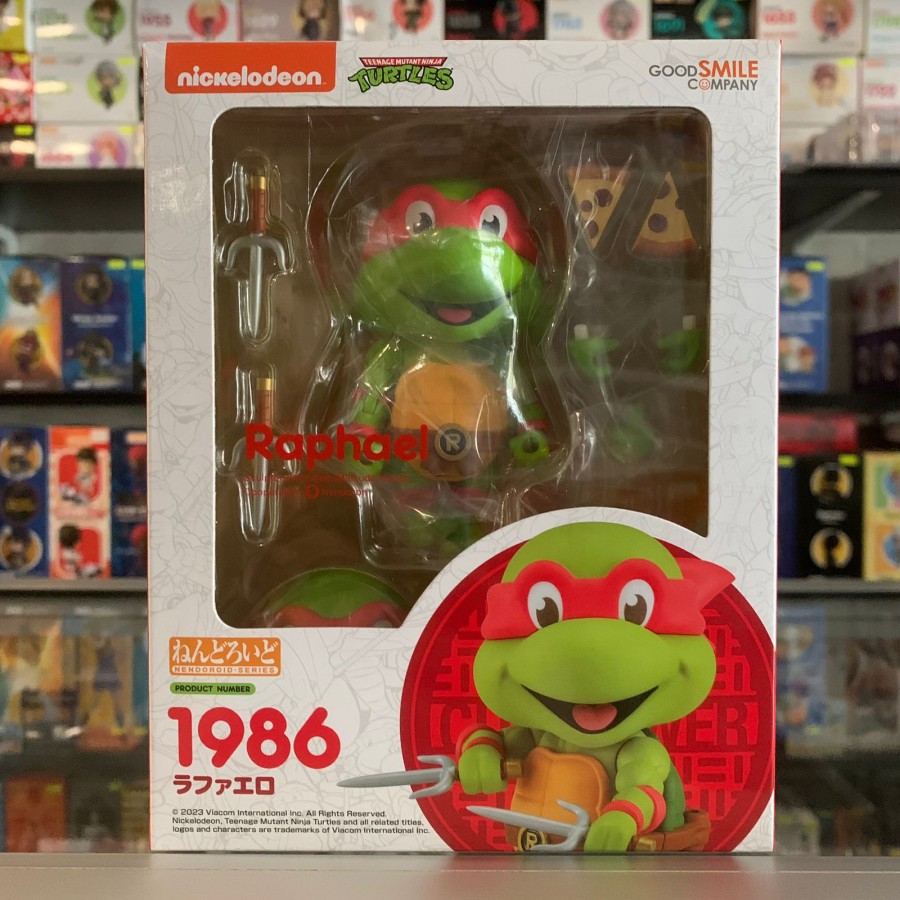 nickelodeon
TEENAGE MUTANT NINJA
TURTLES
GOOD SMILE
COMPANY
Raphael
R
ねんどろいど
NENDOROID-SERIES
PRODUCT NUMBER
1986
ラファエロ
© 2023 Viacom International Inc. All Rights Reserved.
Nickelodeon, Teenage Mutant Ninja Turtles and all related titles,
logos and characters are trademarks of Viacom International Inc.
R